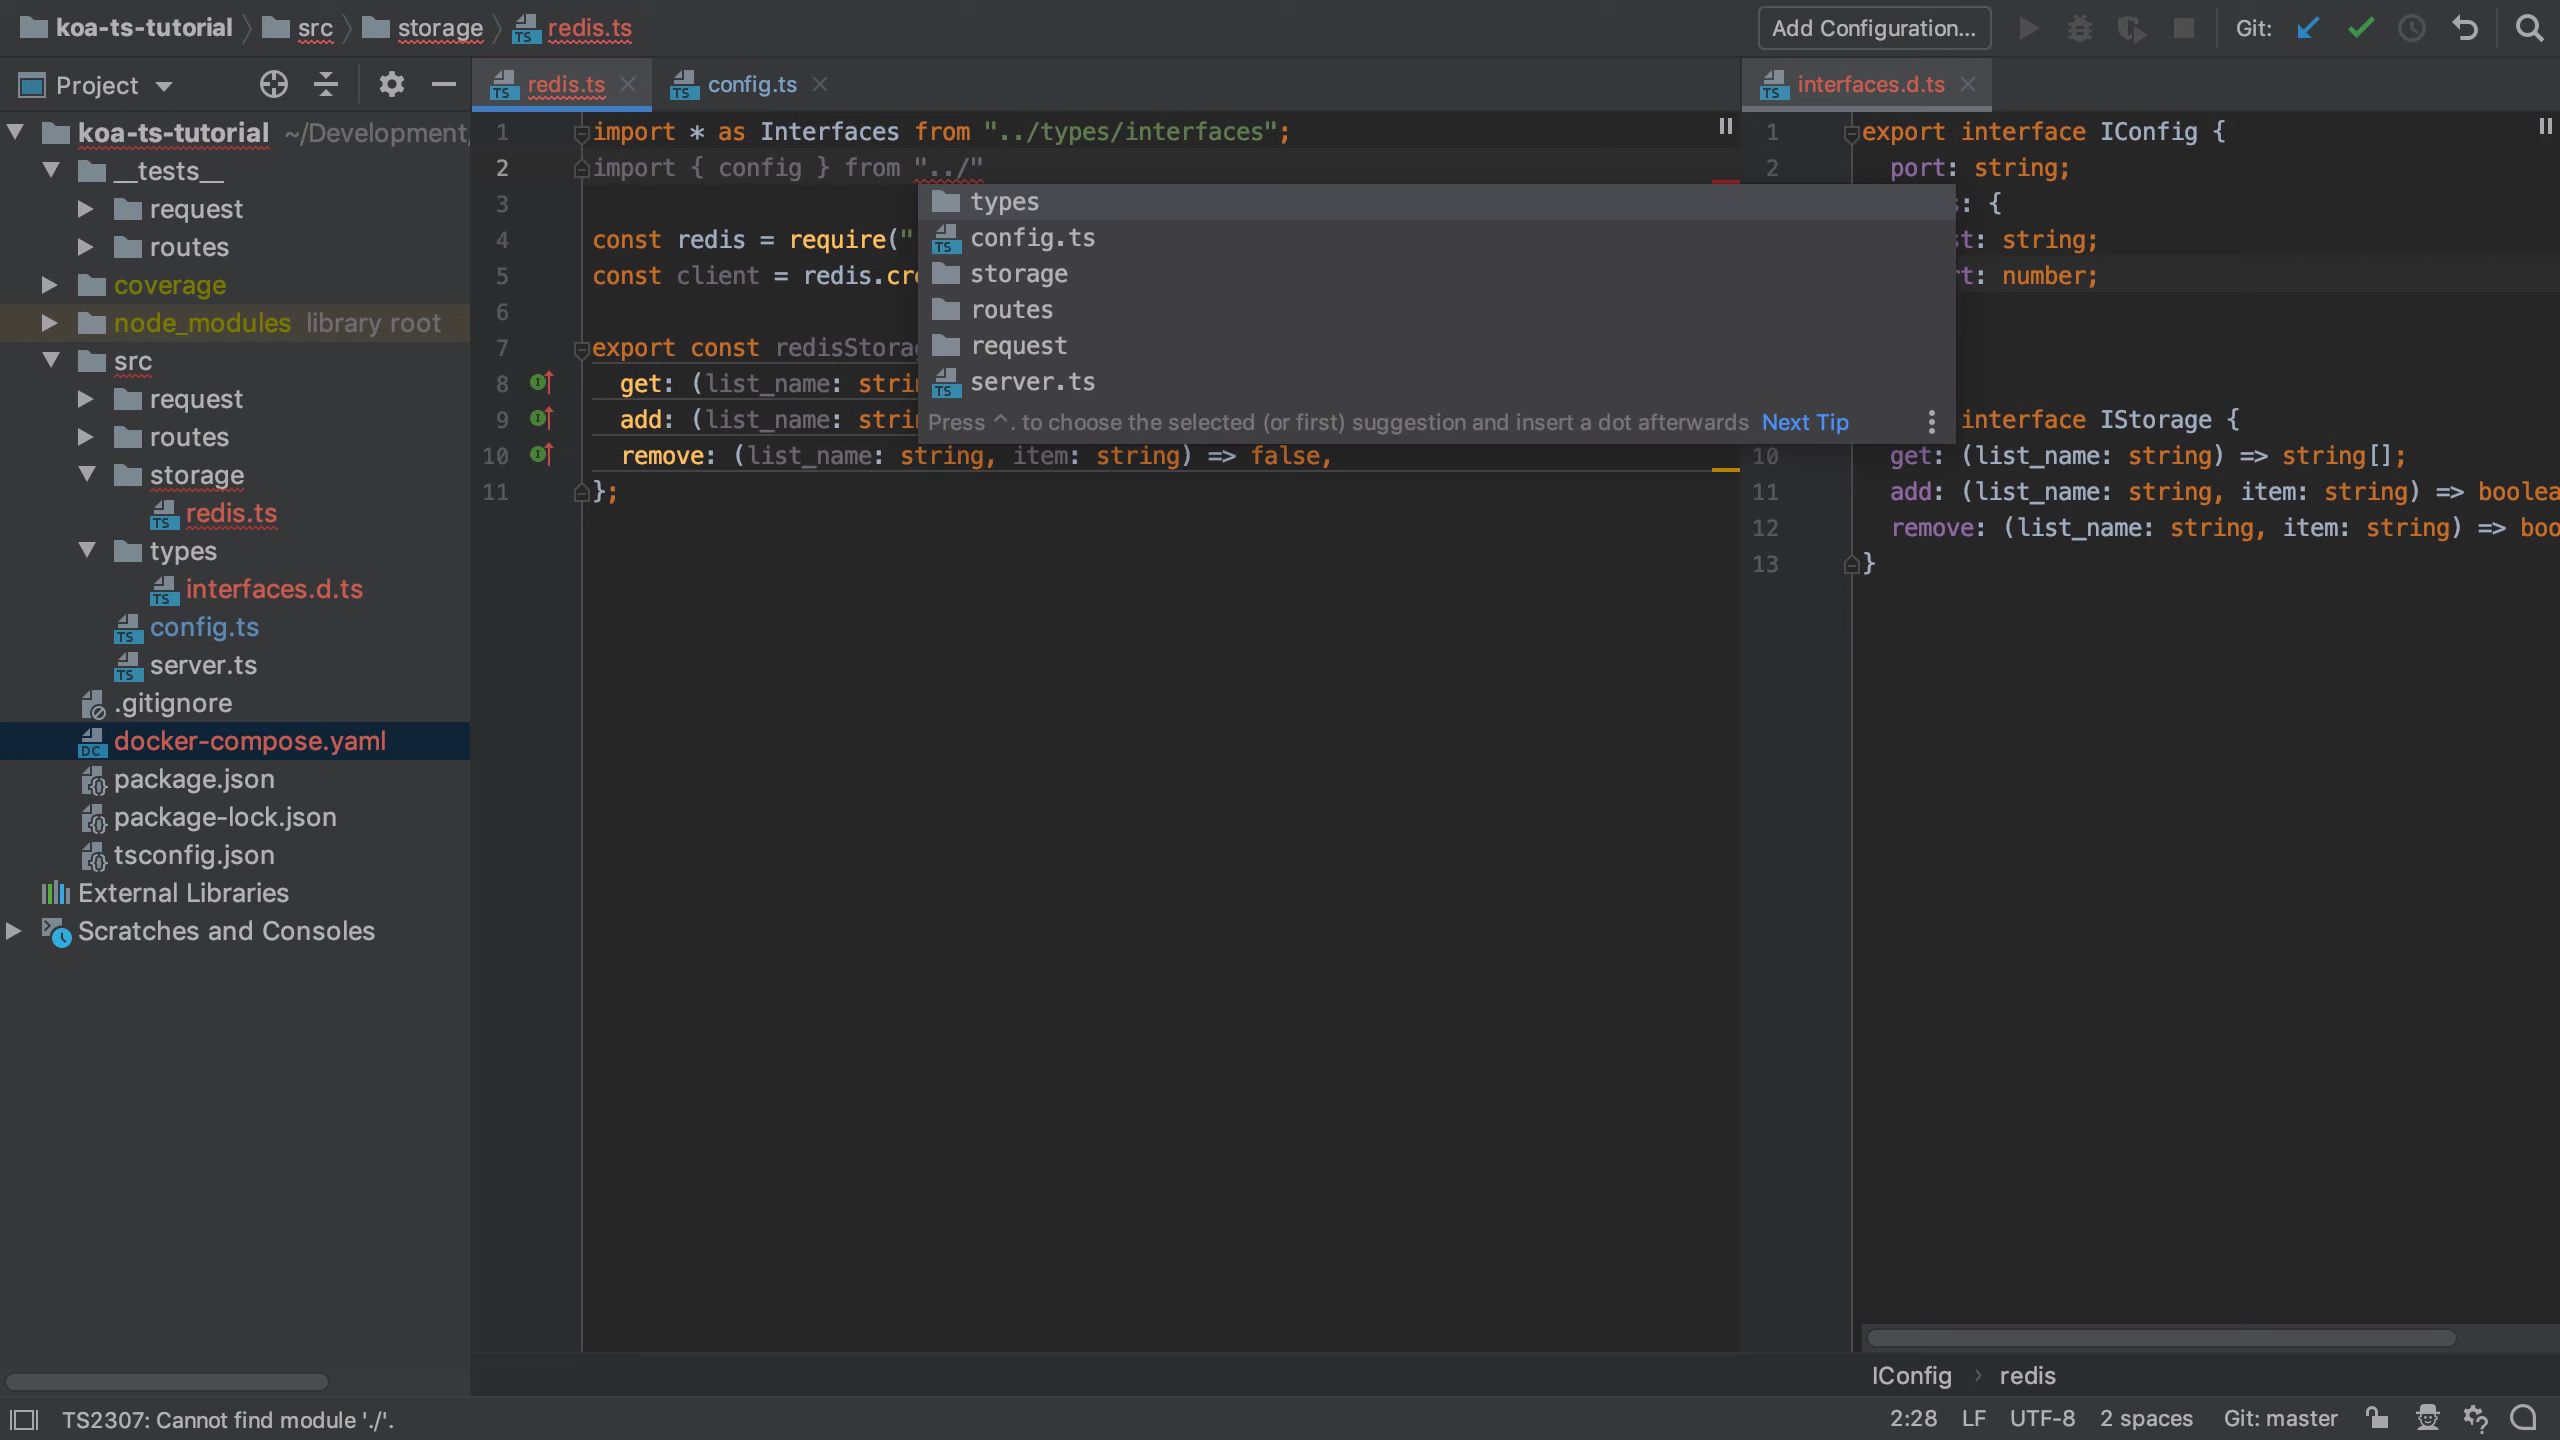 koa-ts-tutorial src storage redis.ts Add Configuration... Git:
Project redis.ts config.ts interfaces.d.ts
koa-ts-tutorial ~/Development/
__tests__
request
routes
coverage
node_modules library root
src
request
routes
storage
redis.ts
types
interfaces.d.ts
config.ts
server.ts
.gitignore
docker-compose.yaml
package.json
package-lock.json
tsconfig.json
External Libraries
Scratches and Consoles
1 import * as Interfaces from "../types/interfaces";
2 import { config } from "../"
3
4 const redis = require("
5 const client = redis.cre
6
7 export const redisStora
8 get: (list_name: strin
9 add: (list_name: strin
10 remove: (list_name: string, item: string) => false,
11 };
types
config.ts
storage
routes
request
server.ts
Press ^. to choose the selected (or first) suggestion and insert a dot afterwards Next Tip
1 export interface IConfig {
2 port: string;
s: {
st: string;
rt: number;
interface IStorage {
10 get: (list_name: string) => string[];
11 add: (list_name: string, item: string) => boolea
12 remove: (list_name: string, item: string) => boo
13 }
IConfig › redis
TS2307: Cannot find module './'. 2:28 LF UTF-8 2 spaces Git: master